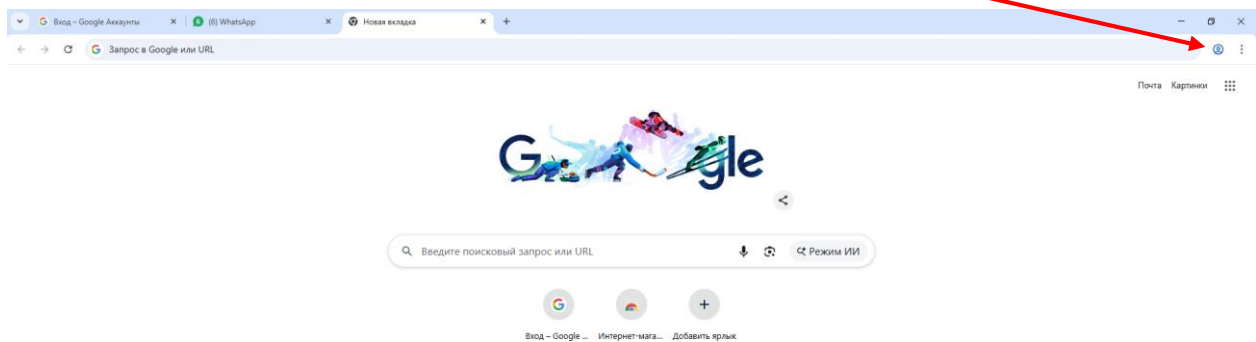 Вход – Google Аккаунты
(6) WhatsApp
Новая вкладка
Запрос в Google или URL
Почта Картинки
Google
Введите поисковый запрос или URL
Режим ИИ
Вход – Google ...
Интернет-мага...
Добавить ярлык